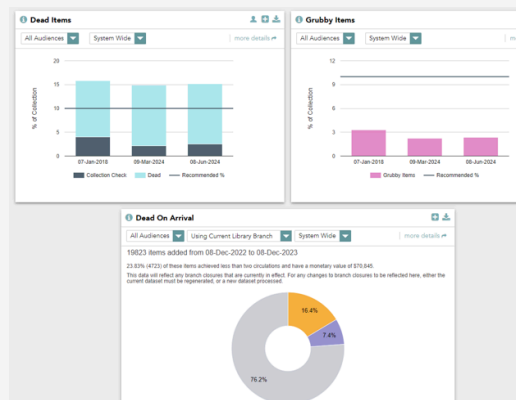 Dead Items
All Audiences
System Wide
more details
20
15
10
5
0
% of Collection
07-Jan-2018
09-Mar-2024
08-Jun-2024
Collection Check
Dead
Recommended %
Grubby Items
All Audiences
System Wide
12
9
6
3
0
% of Collection
07-Jan-2018
09-Mar-2024
08-Jun-2024
Grubby Items
Recommended %
Dead On Arrival
All Audiences
Using Current Library Branch
System Wide
more details
19823 items added from 08-Dec-2022 to 08-Dec-2023
23.83% (4723) of these items achieved less than two circulations and have a monetary value of $70,845.
This data will reflect any branch closures that are currently in effect. For any changes to branch closures to be reflected here, either the
current dataset must be regenerated, or a new dataset processed.
16.4%
7.4%
76.2%